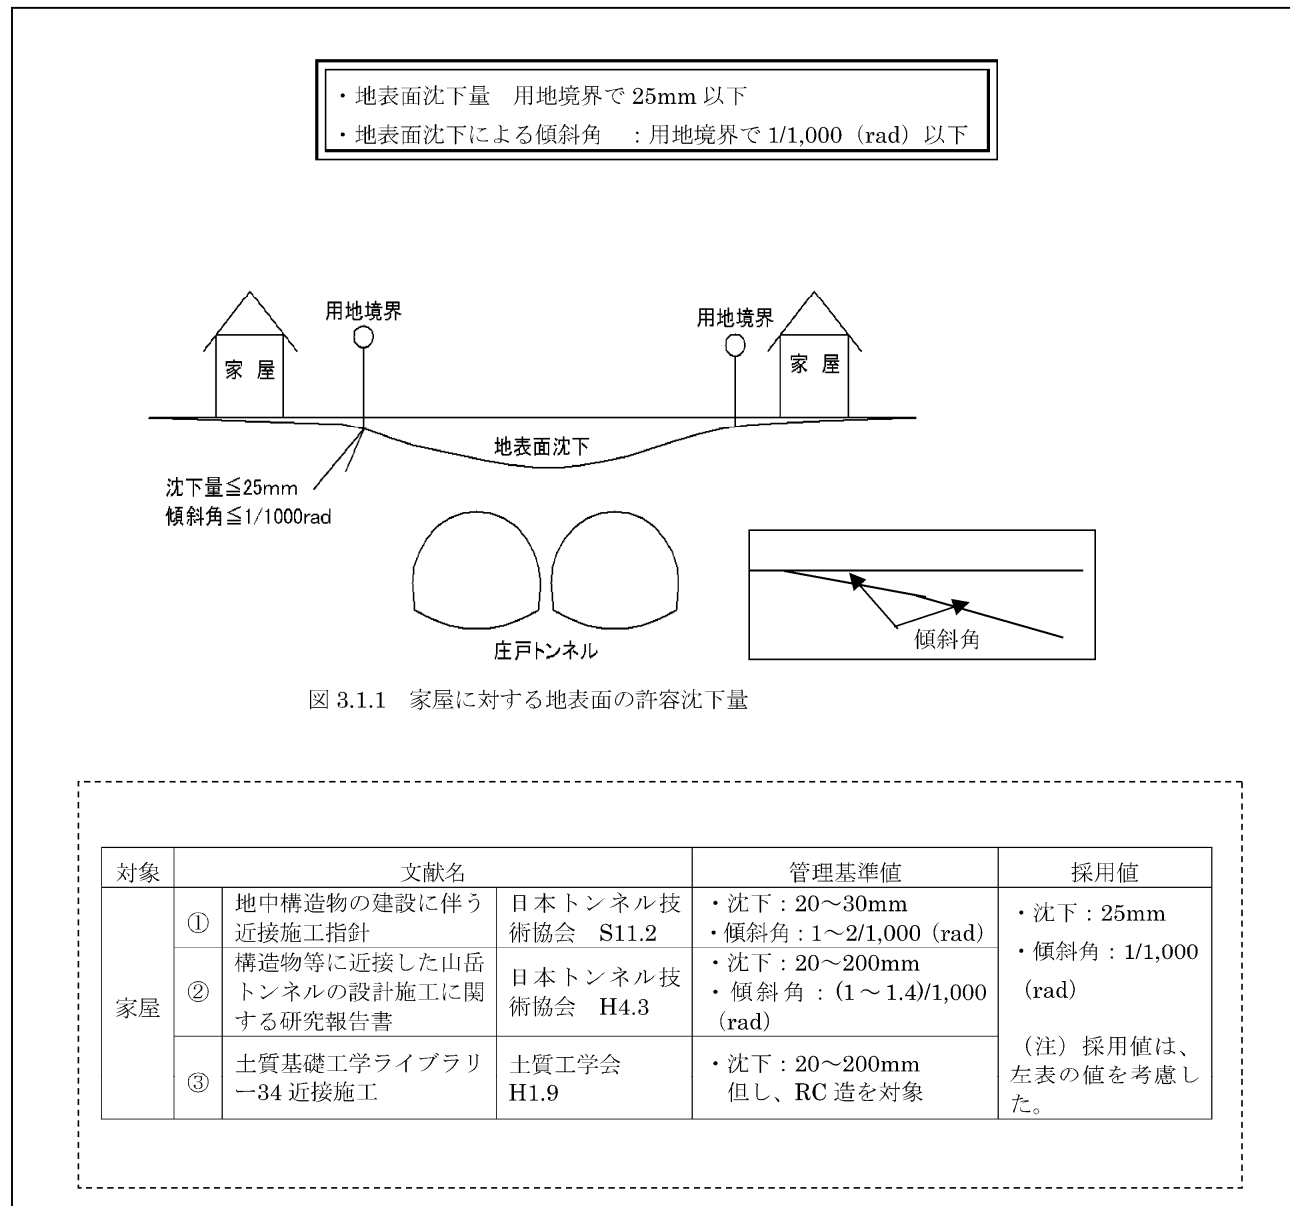 ・地表面沈下量　用地境界で 25mm 以下
・地表面沈下による傾斜角　：用地境界で 1/1,000（rad）以下
用地境界
用地境界
家 屋
家 屋
地表面沈下
沈下量≦25mm
傾斜角≦1/1000rad
庄戸トンネル
傾斜角
図 3.1.1　家屋に対する地表面の許容沈下量
対象
文献名
管理基準値
採用値
家屋
①
地中構造物の建設に伴う
近接施工指針
日本トンネル技
術協会　S11.2
・沈下：20～30mm
・傾斜角：1～2/1,000（rad）
②
構造物等に近接した山岳
トンネルの設計施工に関
する研究報告書
日本トンネル技
術協会　H4.3
・沈下：20～200mm
・傾斜角：(1～1.4)/1,000
（rad）
③
土質基礎工学ライブラリ
ー34 近接施工
土質工学会
H1.9
・沈下：20～200mm
但し、RC 造を対象
・沈下：25mm
・傾斜角：1/1,000
（rad）
（注）採用値は、
左表の値を考慮し
た。